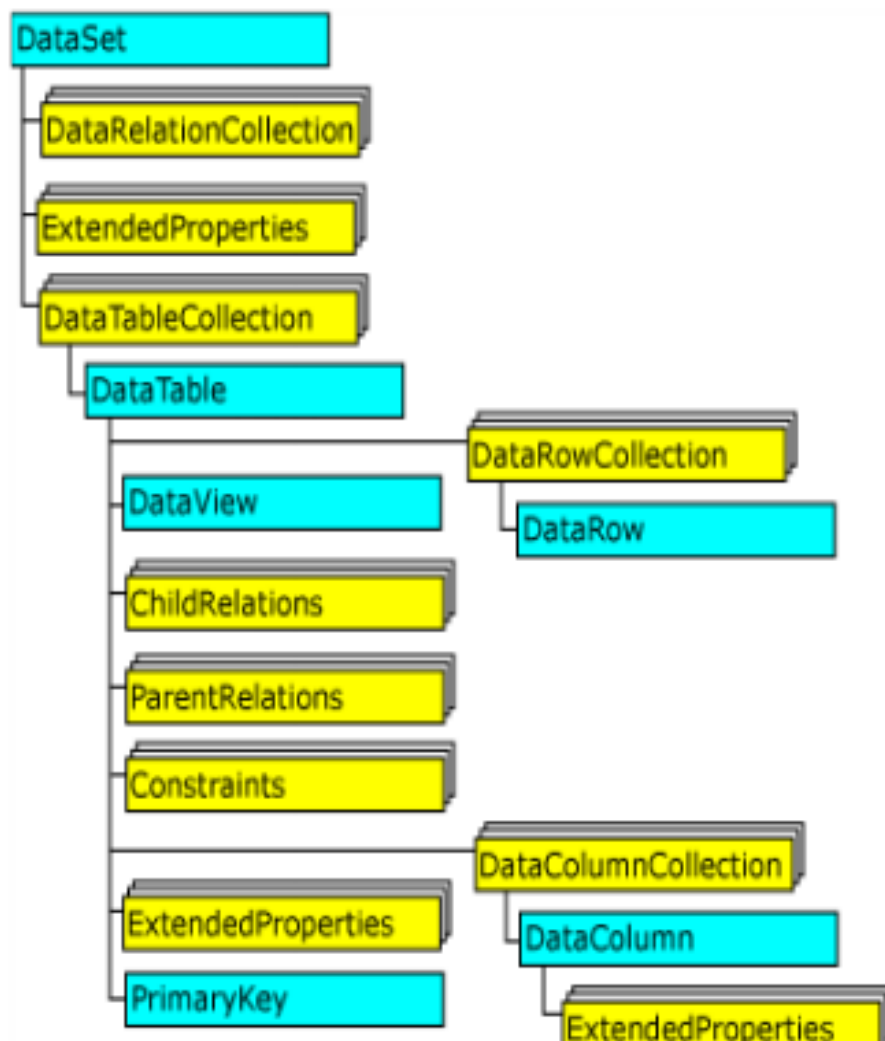 DataSet
DataRelationCollection
ExtendedProperties
DataTableCollection
DataTable
DataRowCollection
DataView
DataRow
ChildRelations
ParentRelations
Constraints
DataColumnCollection
ExtendedProperties
DataColumn
PrimaryKey
ExtendedProperties